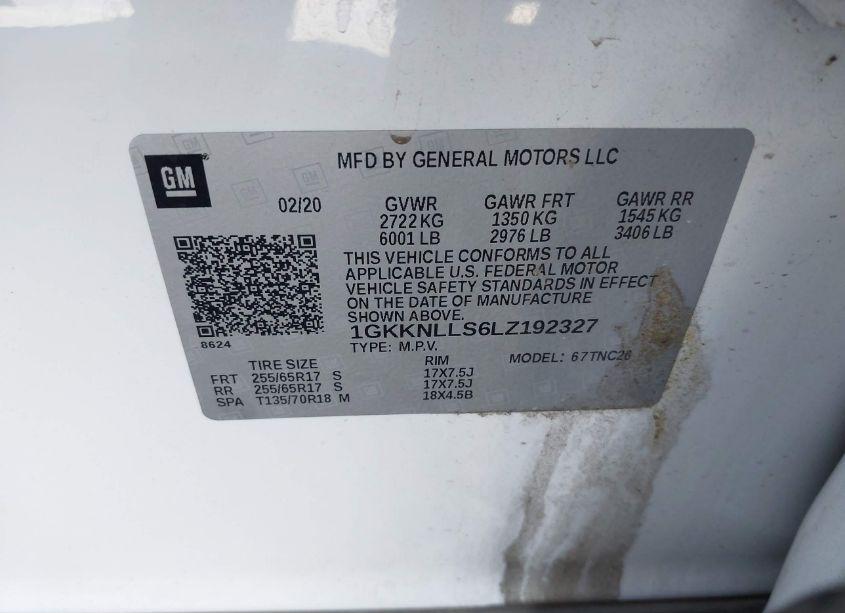 GM
MFD BY GENERAL MOTORS LLC
02/20 GVWR GAWR FRT GAWR RR
2722 KG 1350 KG 1545 KG
6001 LB 2976 LB 3406 LB
THIS VEHICLE CONFORMS TO ALL
APPLICABLE U.S. FEDERAL MOTOR
VEHICLE SAFETY STANDARDS IN EFFECT
ON THE DATE OF MANUFACTURE
SHOWN ABOVE.
1GKKNLLS6LZ192327
8624
TYPE: M.P.V. MODEL: 67TNC26
TIRE SIZE RIM
FRT 255/65R17 S 17X7.5J
RR 255/65R17 S 17X7.5J
SPA T135/70R18 M 18X4.5B